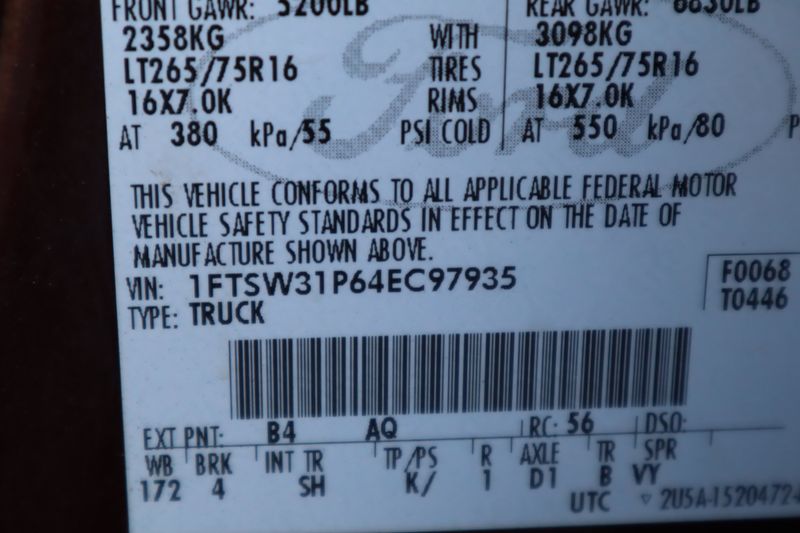 FRONT GAWR: 5200LB REAR GAWR: 6830LB
2358KG WITH 3098KG
LT265/75R16 TIRES LT265/75R16
16X7.0K RIMS 16X7.0K
AT 380 kPa/55 PSI COLD AT 550 kPa/80 P
Ford
THIS VEHICLE CONFORMS TO ALL APPLICABLE FEDERAL MOTOR
VEHICLE SAFETY STANDARDS IN EFFECT ON THE DATE OF
MANUFACTURE SHOWN ABOVE.
VIN: 1FTSW31P64EC97935 F0068
TYPE: TRUCK T0446
EXT PNT: B4 AQ RC: 56 DSO:
WB BRK INT TR TP/PS R AXLE TR SPR
172 4 SH K/ 1 D1 B VY
UTC ▽ 2U5A-1520472-